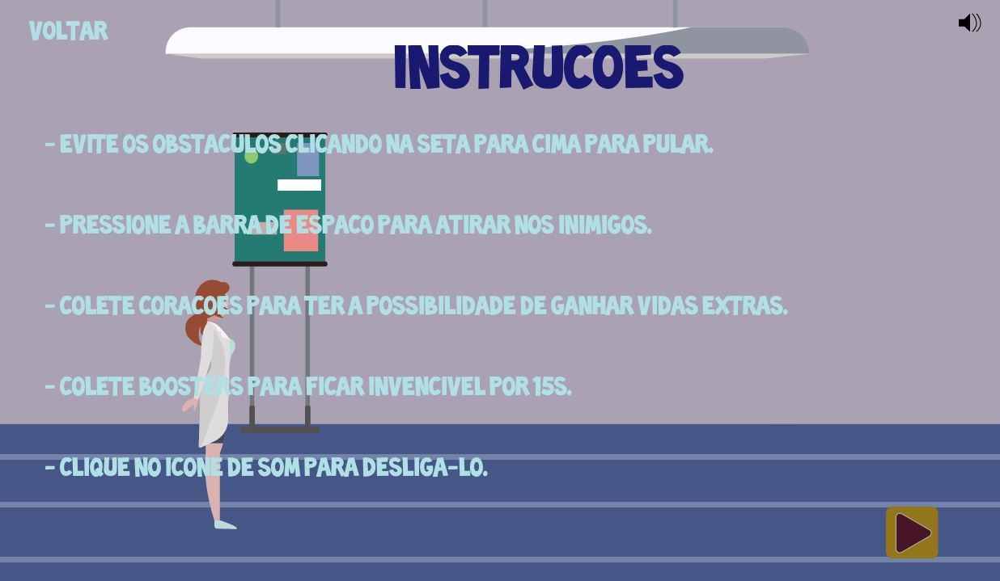 VOLTAR
INSTRUCOES
- EVITE OS OBSTACULOS CLICANDO NA SETA PARA CIMA PARA PULAR.
- PRESSIONE A BARRA DE ESPACO PARA ATIRAR NOS INIMIGOS.
- COLETE CORACOES PARA TER A POSSIBILIDADE DE GANHAR VIDAS EXTRAS.
- COLETE BOOSTERS PARA FICAR INVENCIVEL POR 15S.
- CLIQUE NO ICONE DE SOM PARA DESLIGA-LO.